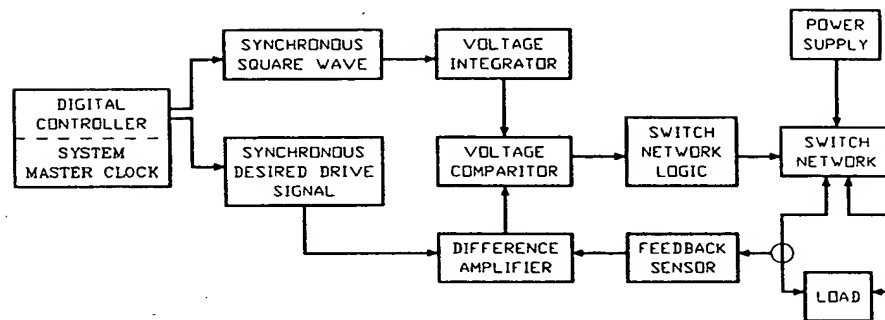 SYNCHRONOUS
SQUARE WAVE
VOLTAGE
INTEGRATOR
POWER
SUPPLY
DIGITAL
CONTROLLER
SYSTEM
MASTER CLOCK
SYNCHRONOUS
DESIRED DRIVE
SIGNAL
VOLTAGE
COMPARITOR
SWITCH
NETWORK
LOGIC
SWITCH
NETWORK
DIFFERENCE
AMPLIFIER
FEEDBACK
SENSOR
LOAD